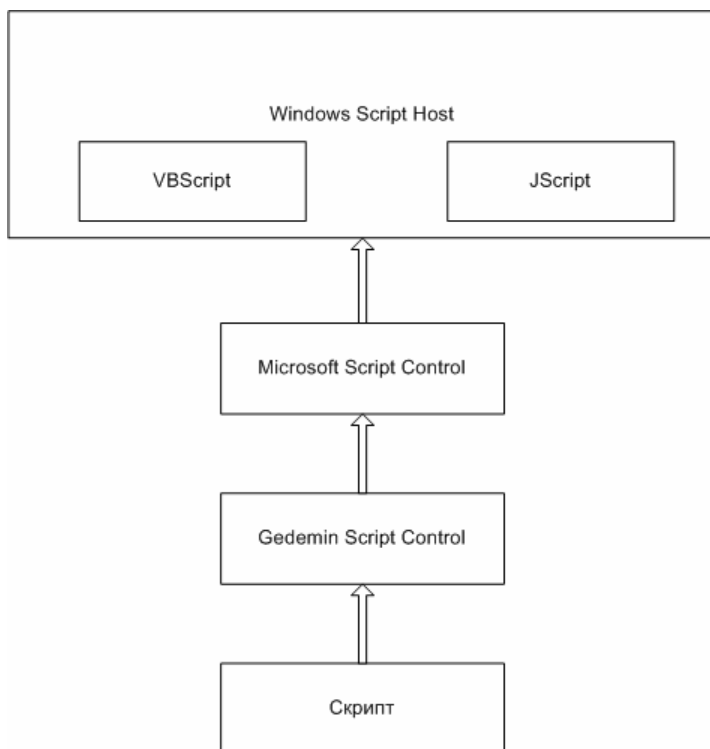 Windows Script Host
VBScript
JScript
Microsoft Script Control
Gedemin Script Control
Скрипт